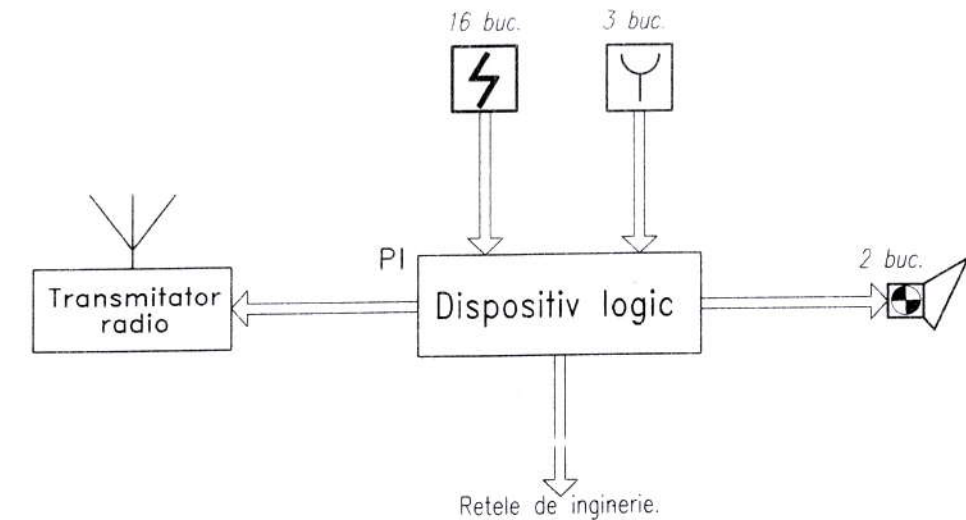 16 buc.
3 buc.
PI
2 buc.
Transmitator
radio
Dispozitiv logic
Retele de inginerie.